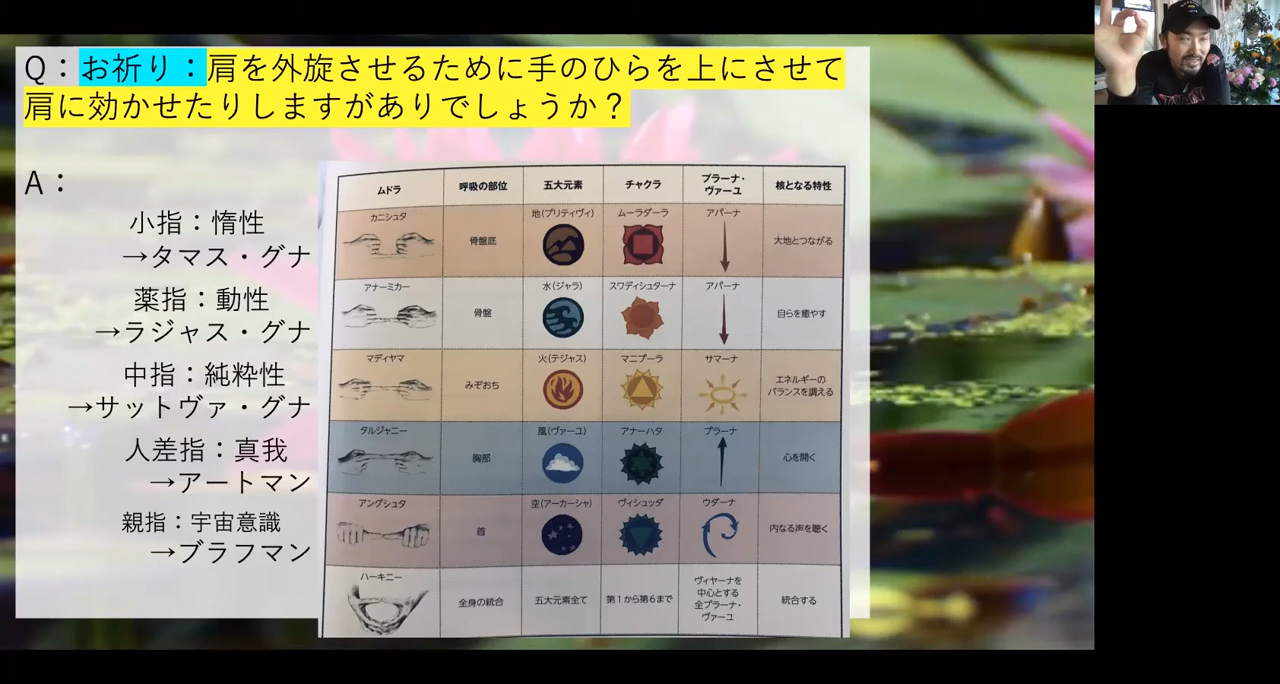 Q：お祈り：肩を外旋させるために手のひらを上にさせて
肩に効かせたりしますがありでしょうか？
A：
小指：惰性
→タマス・グナ
薬指：動性
→ラジャス・グナ
中指：純粋性
→サットヴァ・グナ
人差指：真我
→アートマン
親指：宇宙意識
→ブラフマン
ムドラ 呼吸の部位 五大元素 チャクラ プラーナ・
ヴァーユ 核となる特性
カニシュタ 骨盤底 地(プリティヴィ) ムーラダーラ アパーナ 大地とつながる
アナーミカー 骨盤 水(ジャラ) スワディシュターナ アパーナ 自らを癒やす
マディヤマ みぞおち 火(テジャス) マニプーラ サマーナ エネルギーの
バランスを調える
タルジャニー 胸部 風(ヴァーユ) アナーハタ プラーナ 心を開く
アングシュタ 首 空(アーカーシャ) ヴィシュッダ ウダーナ 内なる声を聴く
ハーキニー 全身の統合 五大元素全て 第1から第6まで ヴィヤーナを
中心とする
全プラーナ・
ヴァーユ 統合する